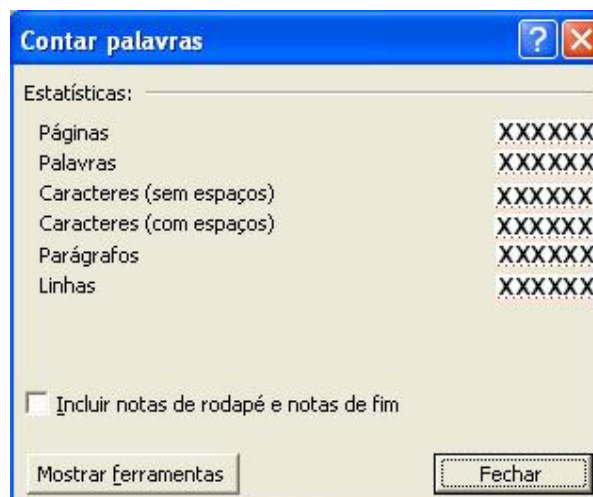 Contar palavras
Estatísticas:
Páginas XXXXXX
Palavras XXXXXX
Caracteres (sem espaços) XXXXXX
Caracteres (com espaços) XXXXXX
Parágrafos XXXXXX
Linhas XXXXXX
Incluir notas de rodapé e notas de fim
Mostrar ferramentas Fechar